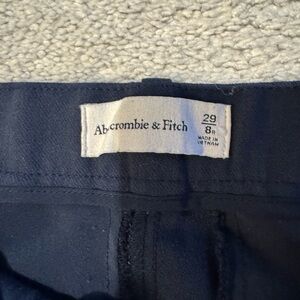 Abercrombie & Fitch
29
8R
MADE IN
VIETNAM